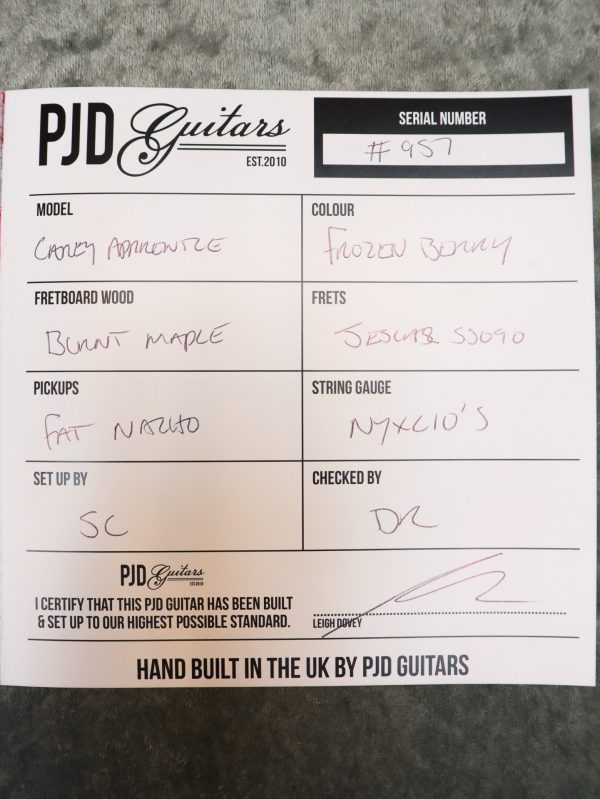 PJD Guitars
EST.2010
SERIAL NUMBER
# 957
MODEL
CAREY APPRENTICE
COLOUR
FROZEN BERRY
FRETBOARD WOOD
BURNT MAPLE
FRETS
JESCAR SS090
PICKUPS
FAT NACHO
STRING GAUGE
NYXL10'S
SET UP BY
SC
CHECKED BY
DR
PJD Guitars
EST.2010
I CERTIFY THAT THIS PJD GUITAR HAS BEEN BUILT
& SET UP TO OUR HIGHEST POSSIBLE STANDARD.
LEIGH DOVEY
HAND BUILT IN THE UK BY PJD GUITARS